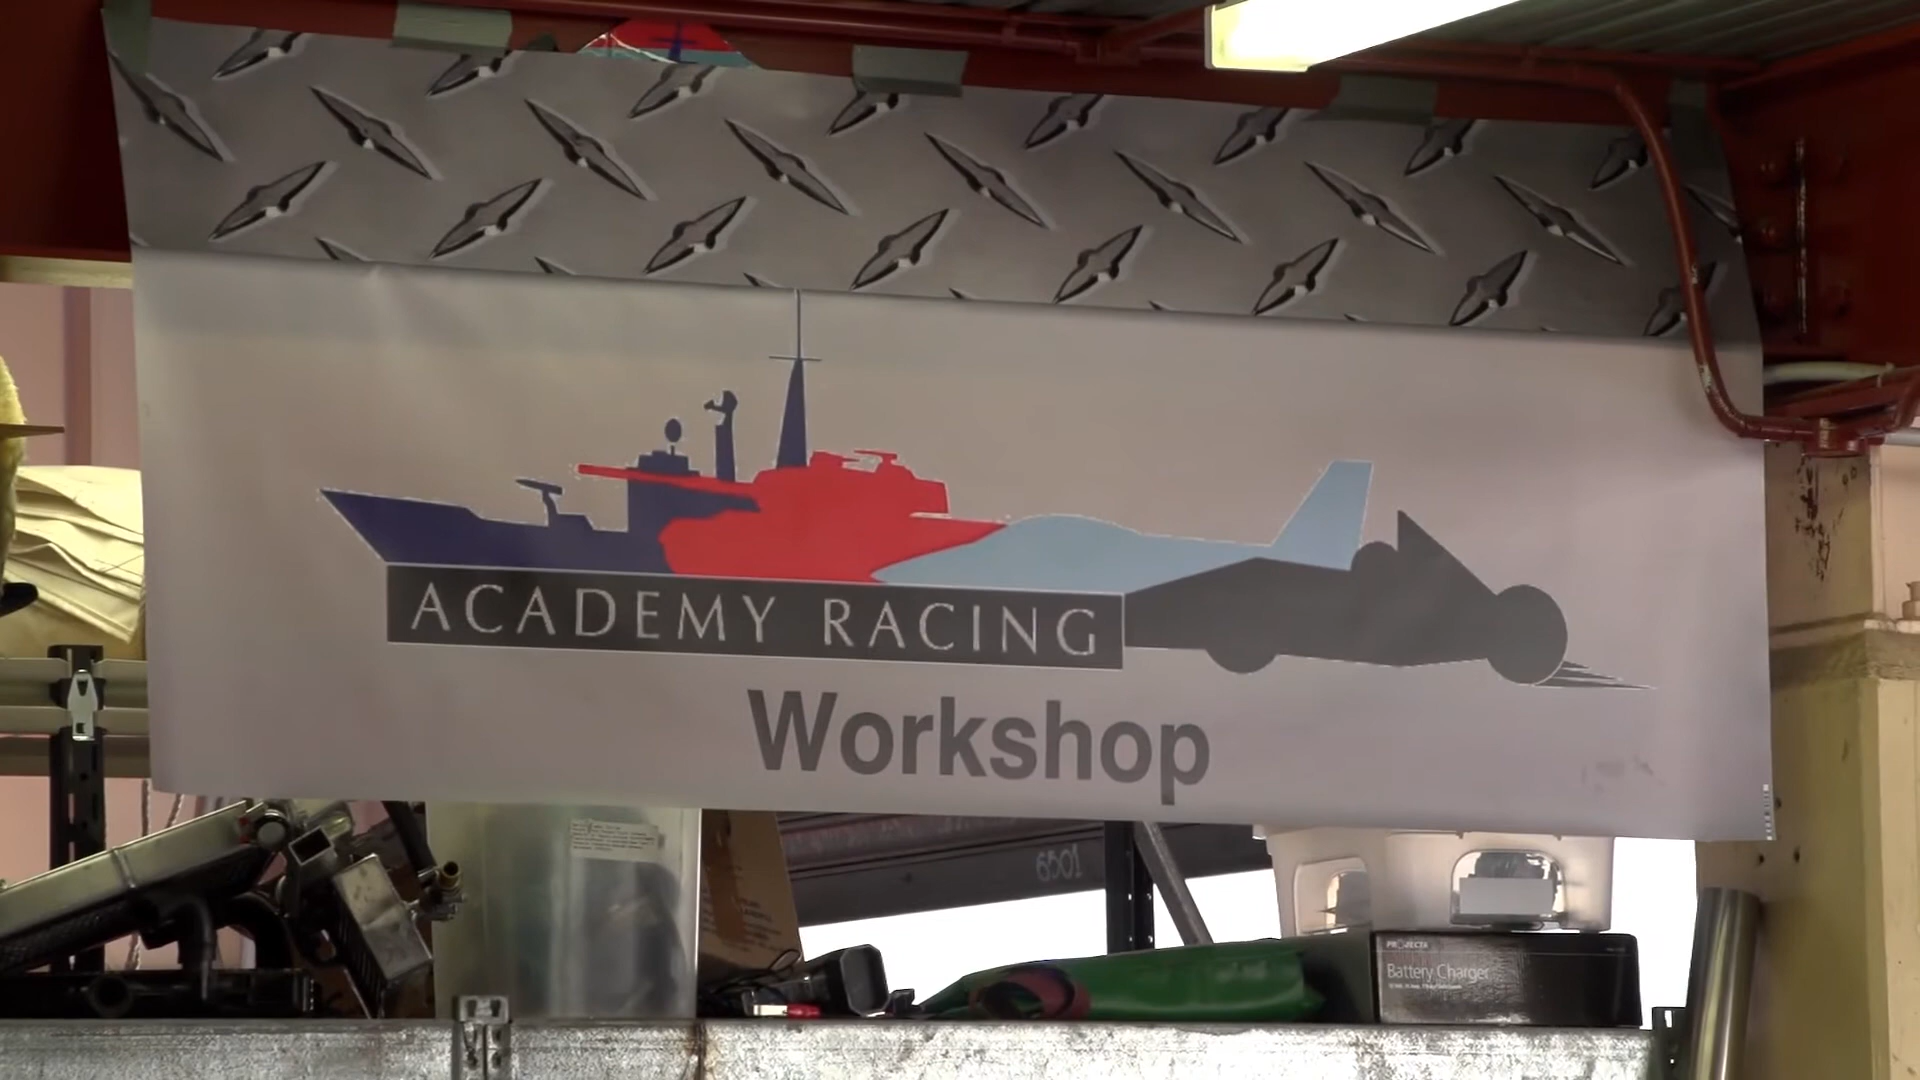 ACADEMY RACING
Workshop
6501
PROJECTA
Battery Charger